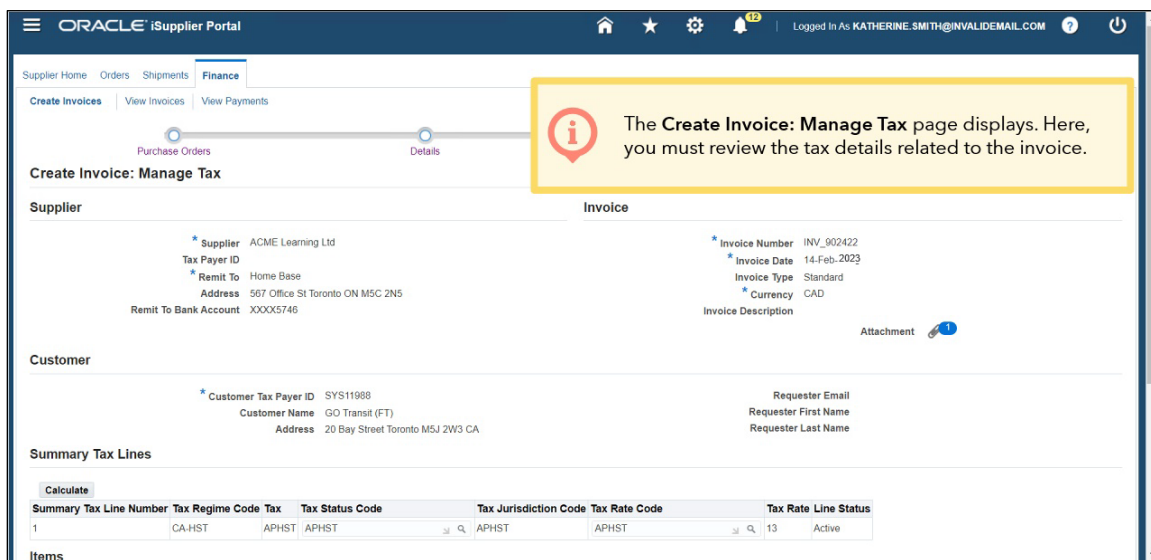 ORACLE iSupplier Portal
12
Logged In As KATHERINE.SMITH@INVALIDEMAIL.COM
?
Supplier Home Orders Shipments Finance
Create Invoices View Invoices View Payments
i
The Create Invoice: Manage Tax page displays. Here,
you must review the tax details related to the invoice.
Purchase Orders Details
Create Invoice: Manage Tax
Supplier
* Supplier ACME Learning Ltd
Tax Payer ID
* Remit To Home Base
Address 567 Office St Toronto ON M5C 2N5
Remit To Bank Account XXXX5746
Invoice
* Invoice Number INV_902422
* Invoice Date 14-Feb-2023
Invoice Type Standard
* Currency CAD
Invoice Description
Attachment 1
Customer
* Customer Tax Payer ID SYS11988
Customer Name GO Transit (FT)
Address 20 Bay Street Toronto M5J 2W3 CA
Requester Email
Requester First Name
Requester Last Name
Summary Tax Lines
Calculate
Summary Tax Line Number Tax Regime Code Tax Tax Status Code Tax Jurisdiction Code Tax Rate Code Tax Rate Line Status
1 CA-HST APHST APHST APHST APHST 13 Active
Items